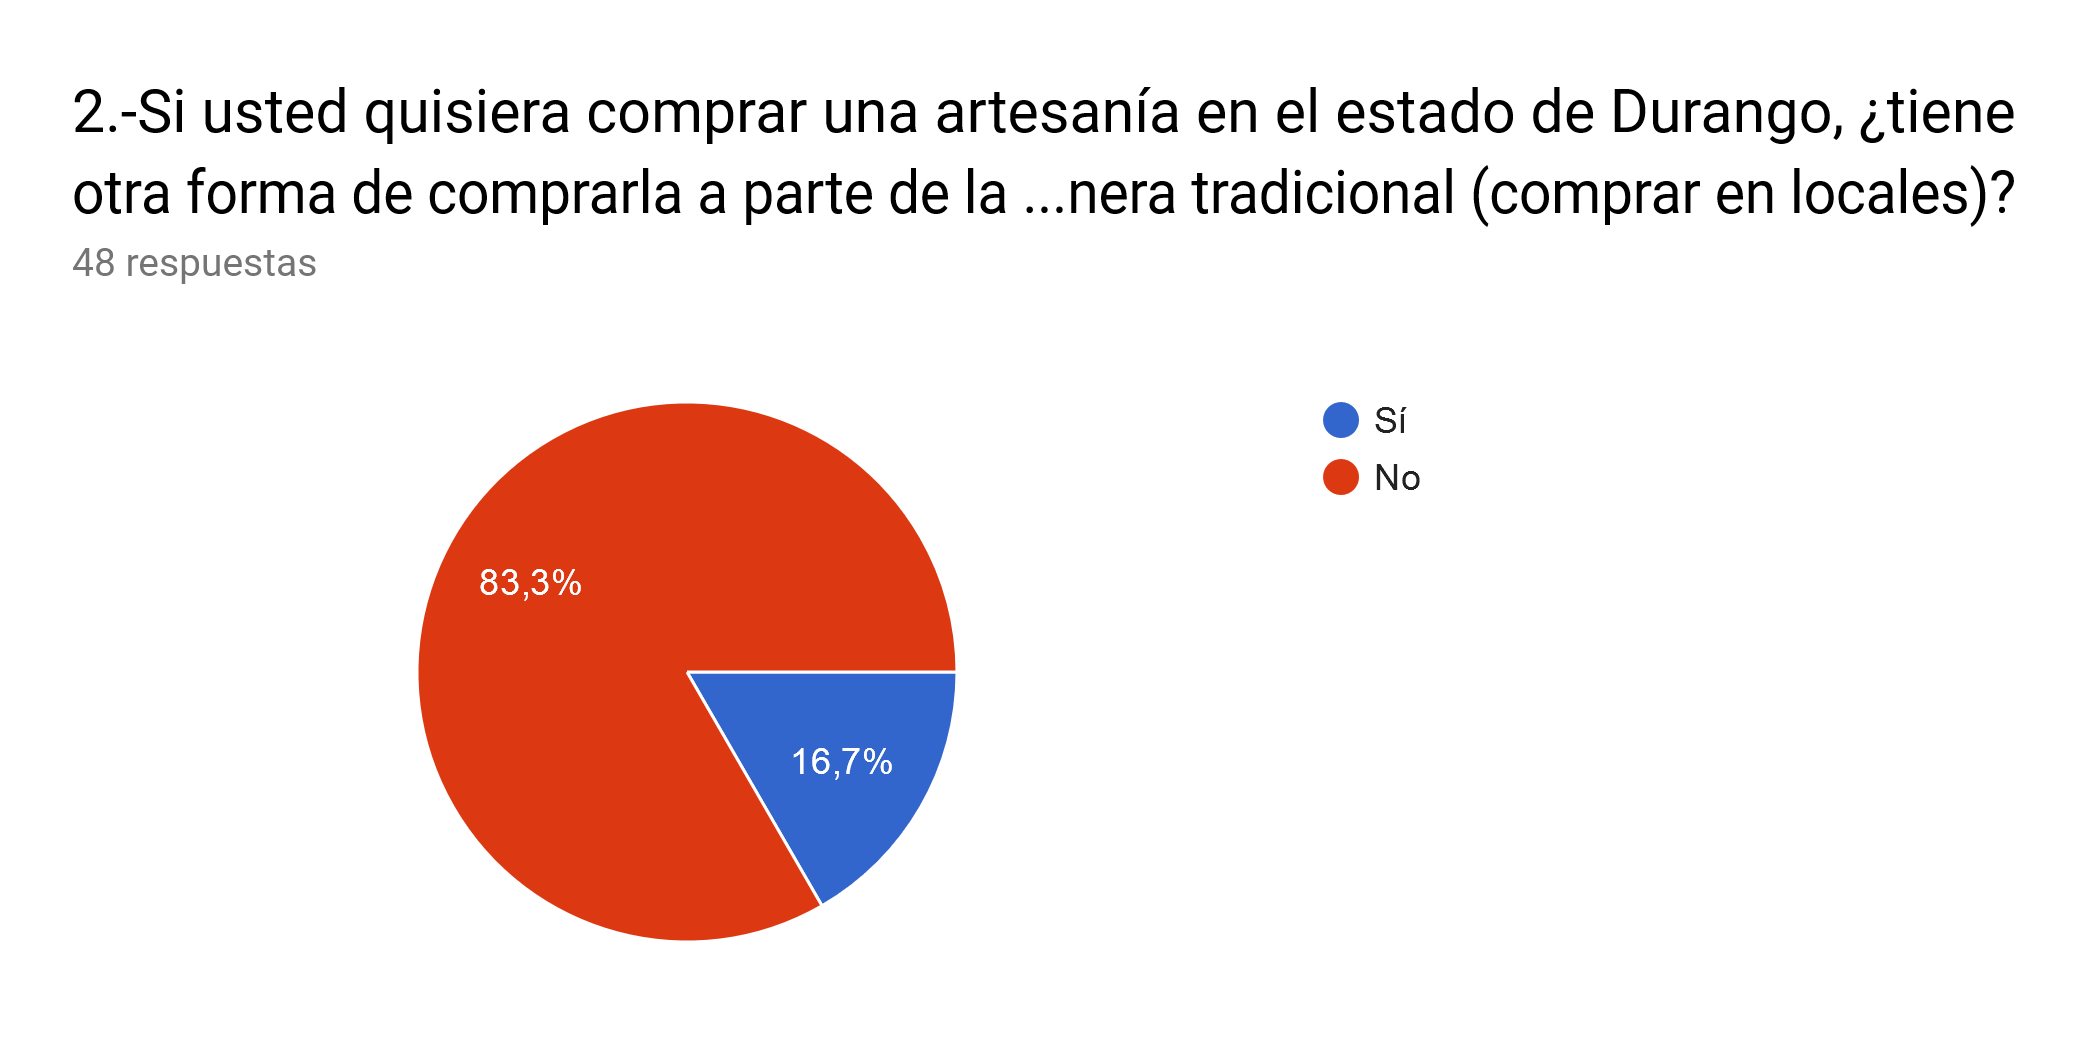 2.-Si usted quisiera comprar una artesanía en el estado de Durango, ¿tiene
otra forma de comprarla a parte de la ...nera tradicional (comprar en locales)?
48 respuestas
Sí
No
83,3%
16,7%